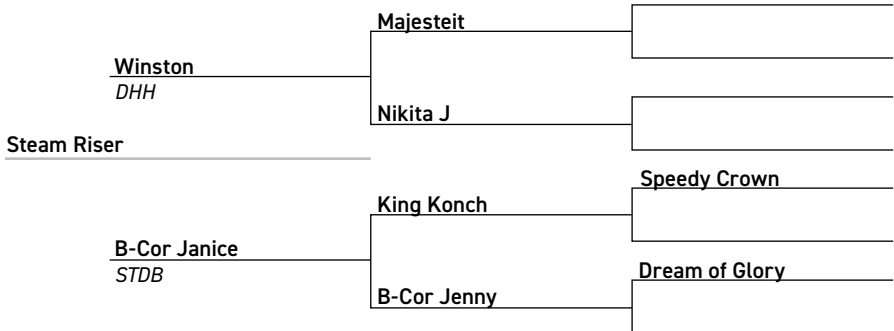 Majesteit
Winston
DHH
Nikita J
Steam Riser
Speedy Crown
King Konch
B-Cor Janice
STDB
Dream of Glory
B-Cor Jenny